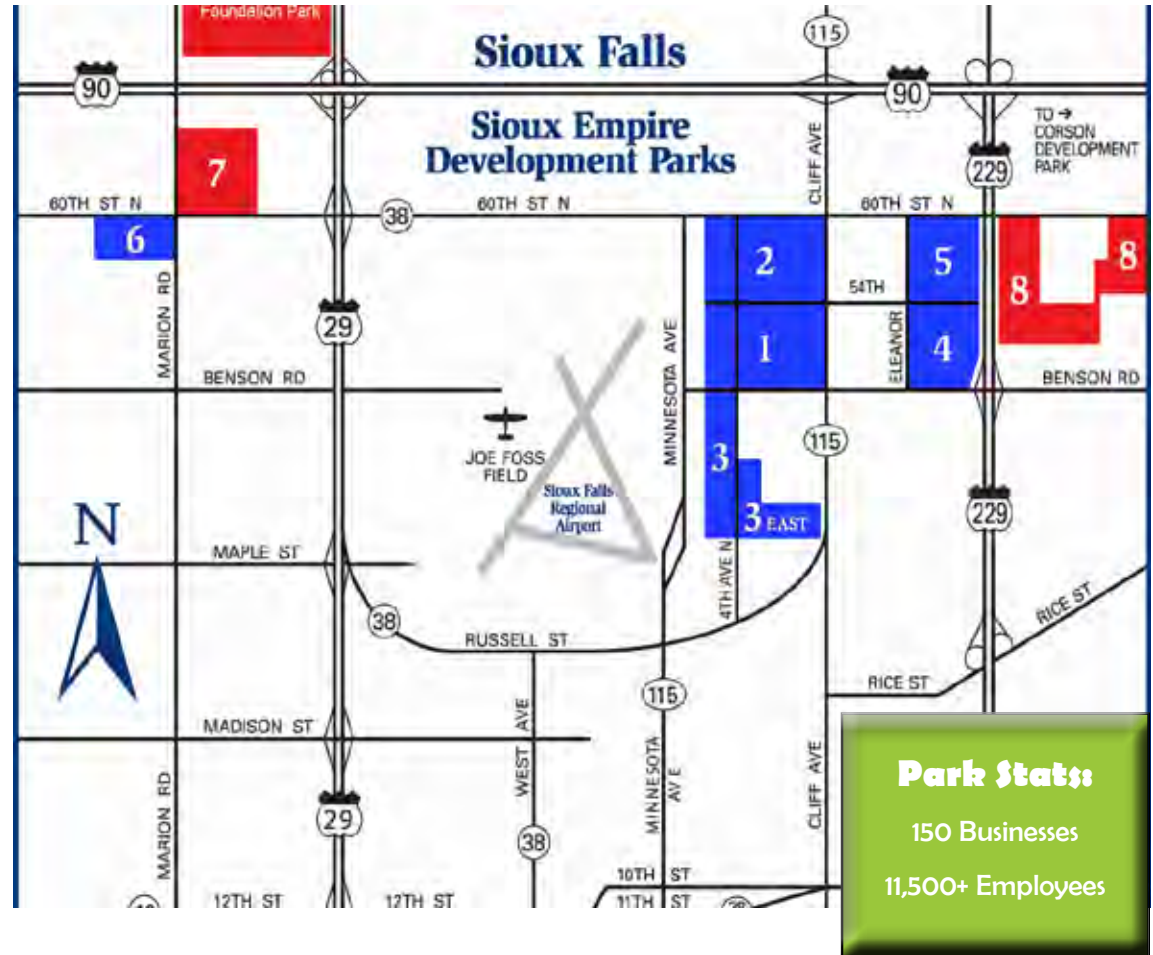 Foundation Park
Sioux Falls
115
90
90
Sioux Empire
Development Parks
CLIFF AVE
TO →
CORSON
DEVELOPMENT
PARK
229
7
60TH ST N
38
60TH ST N
60TH ST N
6
2
5
8
8
MARION RD
29
54TH
MINNESOTA AVE
1
ELEANOR
4
BENSON RD
BENSON RD
JOE FOSS
FIELD
115
3
Sioux Falls
Regional
Airport
3 EAST
229
N
MAPLE ST
4TH AVE N
38
RUSSELL ST
RICE ST
RICE ST
115
MADISON ST
WEST AVE
MINNESOTA
AVE
CLIFF AVE
MARION RD
29
38
10TH ST
11TH ST
12TH ST
12TH ST
Park Stats:
150 Businesses
11,500+ Employees